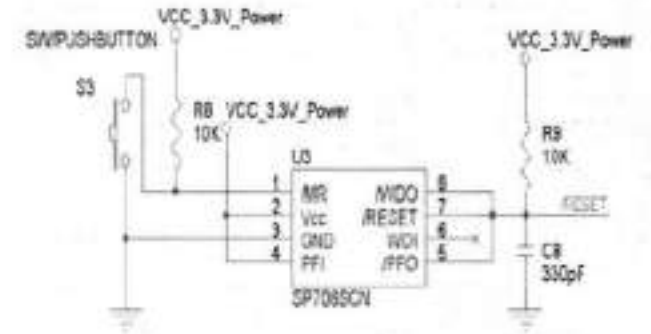 VCC_3.3V_Power
SW/PUSHBUTTON
VCC_3.3V_Power
S3
R8
VCC_3.3V_Power
10K
R9
10K
U3
1
/MR
/WDO
8
2
Vcc
/RESET
7
/RESET
3
GND
WDI
6
4
PFI
/PFO
5
C8
330pF
SP706SCN